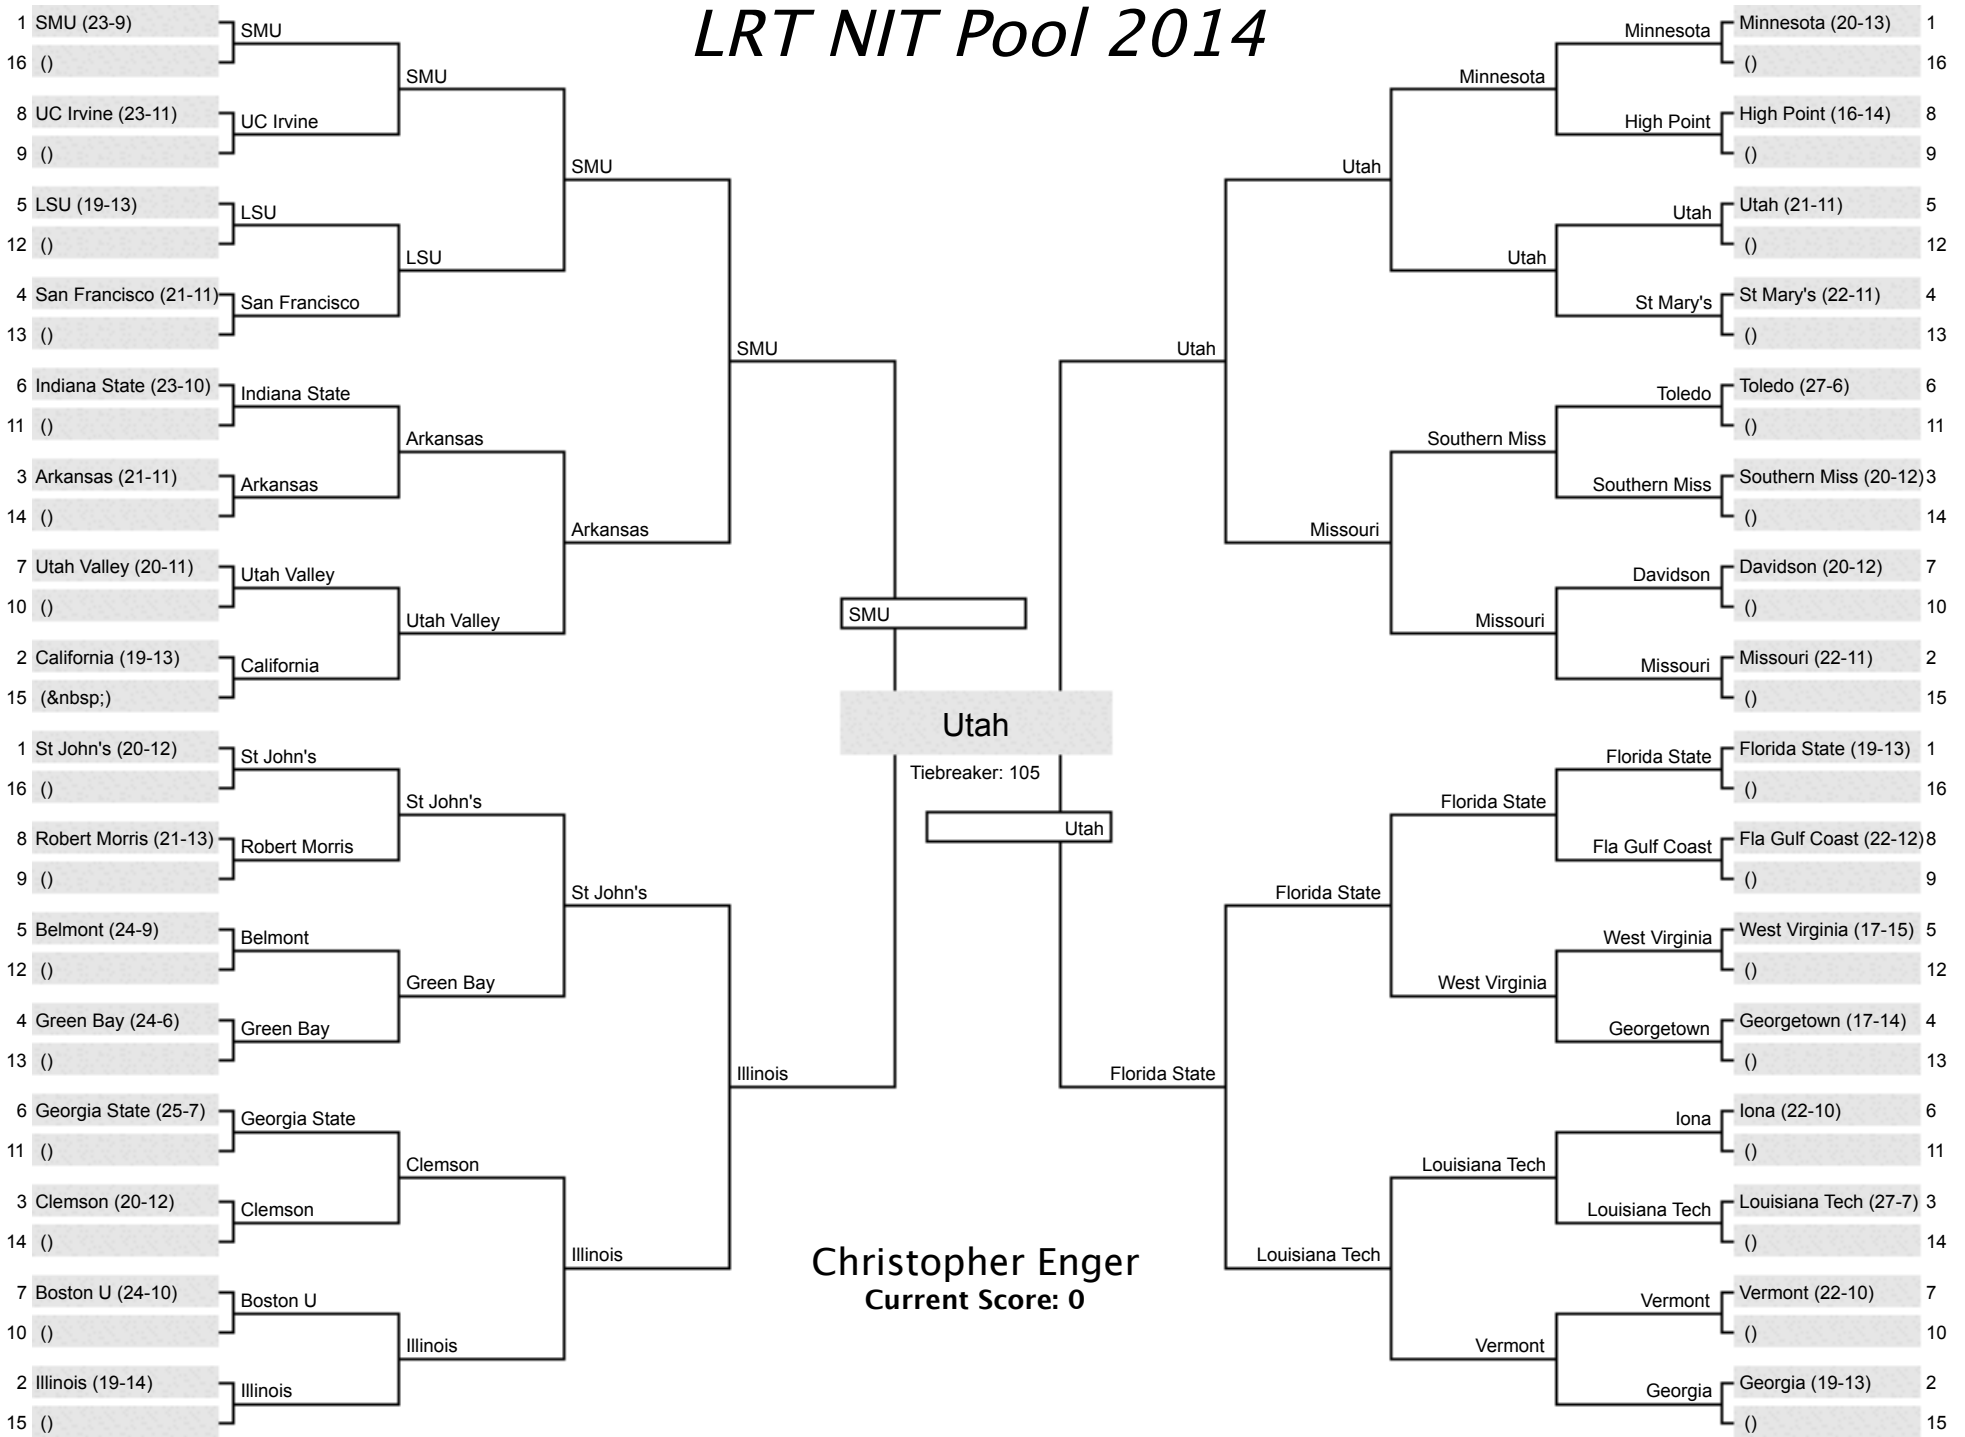 LRT NIT Pool 2014
1 SMU (23-9)
16 ()
8 UC Irvine (23-11)
9 ()
5 LSU (19-13)
12 ()
4 San Francisco (21-11)
13 ()
6 Indiana State (23-10)
11 ()
3 Arkansas (21-11)
14 ()
7 Utah Valley (20-11)
10 ()
2 California (19-13)
15 (&nbsp;)
1 St John's (20-12)
16 ()
8 Robert Morris (21-13)
9 ()
5 Belmont (24-9)
12 ()
4 Green Bay (24-6)
13 ()
6 Georgia State (25-7)
11 ()
3 Clemson (20-12)
14 ()
7 Boston U (24-10)
10 ()
2 Illinois (19-14)
15 ()
SMU
UC Irvine
LSU
San Francisco
Indiana State
Arkansas
Utah Valley
California
St John's
Robert Morris
Belmont
Green Bay
Georgia State
Clemson
Boston U
Illinois
SMU
LSU
Arkansas
Utah Valley
St John's
Green Bay
Clemson
Illinois
SMU
Arkansas
St John's
Illinois
SMU
Illinois
SMU
Utah
Tiebreaker: 105
Utah
Christopher Enger
Current Score: 0
Utah
Florida State
Utah
Missouri
Florida State
Louisiana Tech
Minnesota
Utah
Southern Miss
Missouri
Florida State
West Virginia
Louisiana Tech
Vermont
Minnesota
High Point
Utah
St Mary's
Toledo
Southern Miss
Davidson
Missouri
Florida State
Fla Gulf Coast
West Virginia
Georgetown
Iona
Louisiana Tech
Vermont
Georgia
Minnesota (20-13) 1
() 16
High Point (16-14) 8
() 9
Utah (21-11) 5
() 12
St Mary's (22-11) 4
() 13
Toledo (27-6) 6
() 11
Southern Miss (20-12) 3
() 14
Davidson (20-12) 7
() 10
Missouri (22-11) 2
() 15
Florida State (19-13) 1
() 16
Fla Gulf Coast (22-12) 8
() 9
West Virginia (17-15) 5
() 12
Georgetown (17-14) 4
() 13
Iona (22-10) 6
() 11
Louisiana Tech (27-7) 3
() 14
Vermont (22-10) 7
() 10
Georgia (19-13) 2
() 15